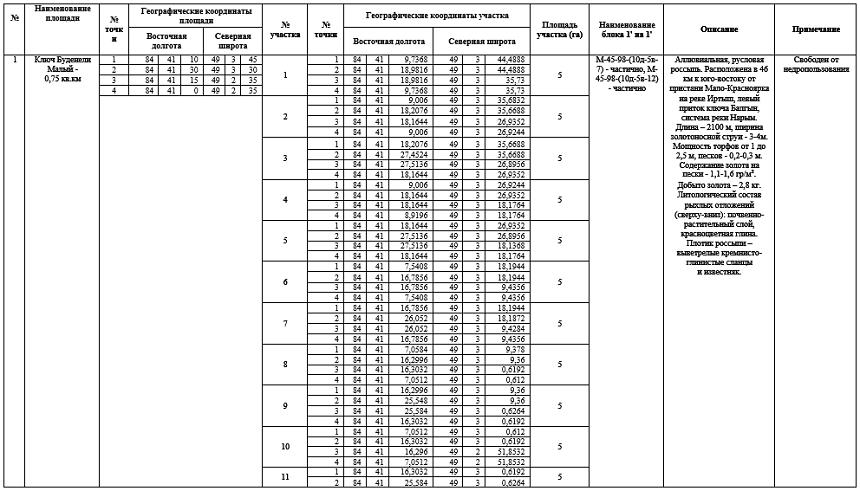 № Наименование площади № точки Географические координаты площади № участка № точки Географические координаты участка Площадь участка (га) Наименование блока 1' на 1' Описание Примечание
Восточная долгота Северная широта Восточная долгота Северная широта
1 Ключ Буденели Малый - 0,75 кв.км
1 84 41 10 49 3 45
2 84 41 30 49 3 30
3 84 41 15 49 2 35
4 84 41 0 49 2 35
1
1 84 41 9,7368 49 3 44,4888
2 84 41 18,9816 49 3 44,4888
3 84 41 18,9816 49 3 35,73
4 84 41 9,7368 49 3 35,73
5
2
1 84 41 9,006 49 3 35,6832
2 84 41 18,2076 49 3 35,6688
3 84 41 18,1644 49 3 26,9352
4 84 41 9,006 49 3 26,9244
5
3
1 84 41 18,2076 49 3 35,6688
2 84 41 27,4524 49 3 35,6688
3 84 41 27,5136 49 3 26,8956
4 84 41 18,1644 49 3 26,9352
5
4
1 84 41 9,006 49 3 26,9244
2 84 41 18,1644 49 3 26,9352
3 84 41 18,1644 49 3 18,1764
4 84 41 8,9196 49 3 18,1764
5
5
1 84 41 18,1644 49 3 26,9352
2 84 41 27,5136 49 3 26,8956
3 84 41 27,5136 49 3 18,1368
4 84 41 18,1644 49 3 18,1764
5
6
1 84 41 7,5408 49 3 18,1944
2 84 41 16,7856 49 3 18,1944
3 84 41 16,7856 49 3 9,4356
4 84 41 7,5408 49 3 9,4356
5
7
1 84 41 16,7856 49 3 18,1944
2 84 41 26,052 49 3 18,1872
3 84 41 26,052 49 3 9,4284
4 84 41 16,7856 49 3 9,4356
5
8
1 84 41 7,0584 49 3 9,378
2 84 41 16,2996 49 3 9,36
3 84 41 16,3032 49 3 0,6192
4 84 41 7,0512 49 3 0,612
5
9
1 84 41 16,2996 49 3 9,36
2 84 41 25,548 49 3 9,36
3 84 41 25,584 49 3 0,6264
4 84 41 16,3032 49 3 0,6192
5
10
1 84 41 7,0512 49 3 0,612
2 84 41 16,3032 49 3 0,6192
3 84 41 16,296 49 2 51,8532
4 84 41 7,0512 49 2 51,8532
5
11
1 84 41 16,3032 49 3 0,6192
2 84 41 25,584 49 3 0,6264
5
М-45-98-(10д-5в-
7) - частично, М-
45-98-(10д-5в-12)
- частично
Аллювиальная, русловая
россыпь. Расположена в 46
км к юго-востоку от
пристани Мало-Красноярка
на реке Иртыш, левый
приток ключа Балгын,
система реки Нарым.
Длина – 2100 м, ширина
золотоносной струи - 3-4м.
Мощность торфов от 1 до
2,5 м, песков - 0,2-0,3 м.
Содержание золота на
пески - 1,1-1,6 гр/м³.
Добыто золота – 2,8 кг.
Литологический состав
рыхлых отложений
(сверху-вниз): почвенно-
растительный слой,
красноцветная глина.
Плотик россыпи –
выветрелые кремнисто-
глинистые сланцы
и известняк.
Свободен от
недропользования